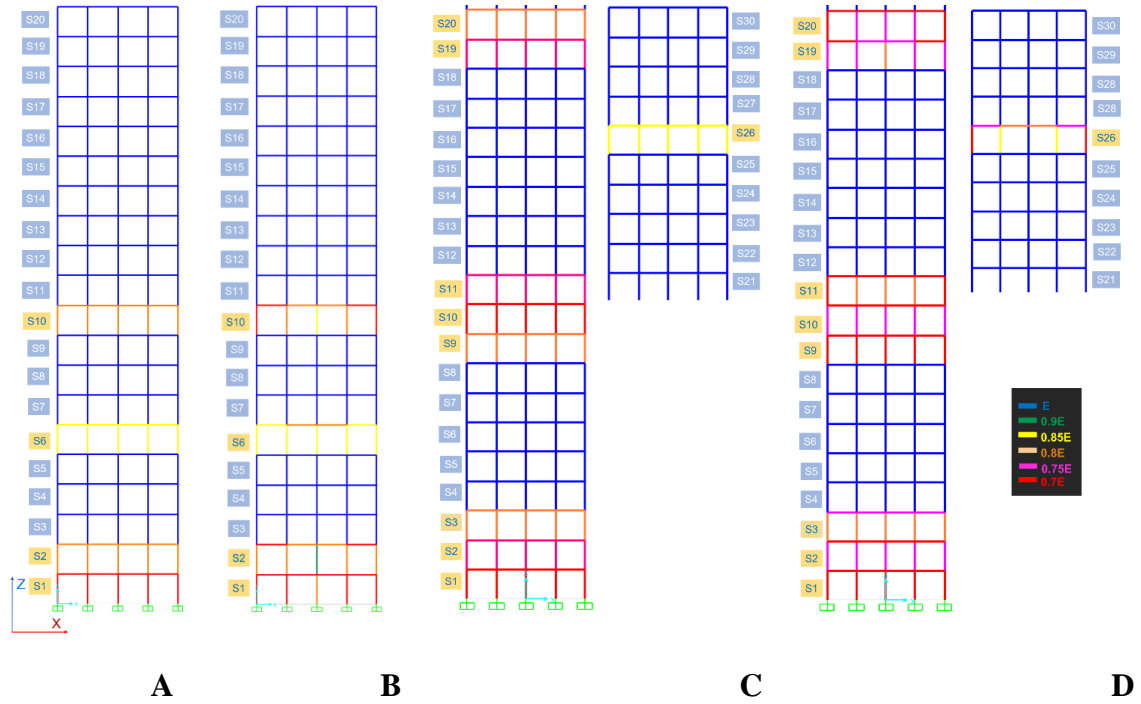 S20
S19
S18
S17
S16
S15
S14
S13
S12
S11
S10
S9
S8
S7
S6
S5
S4
S3
S2
S1
Z
X
A
S20
S19
S18
S17
S16
S15
S14
S13
S12
S11
S10
S9
S8
S7
S6
S5
S4
S3
S2
S1
B
S20
S19
S18
S17
S16
S15
S14
S13
S12
S11
S10
S9
S8
S7
S6
S5
S4
S3
S2
S1
S30
S29
S28
S27
S26
S25
S24
S23
S22
S21
C
S20
S19
S18
S17
S16
S15
S14
S13
S12
S11
S10
S9
S8
S7
S6
S5
S4
S3
S2
S1
S30
S29
S28
S28
S26
S25
S24
S23
S22
S21
E
0.9E
0.85E
0.8E
0.75E
0.7E
D